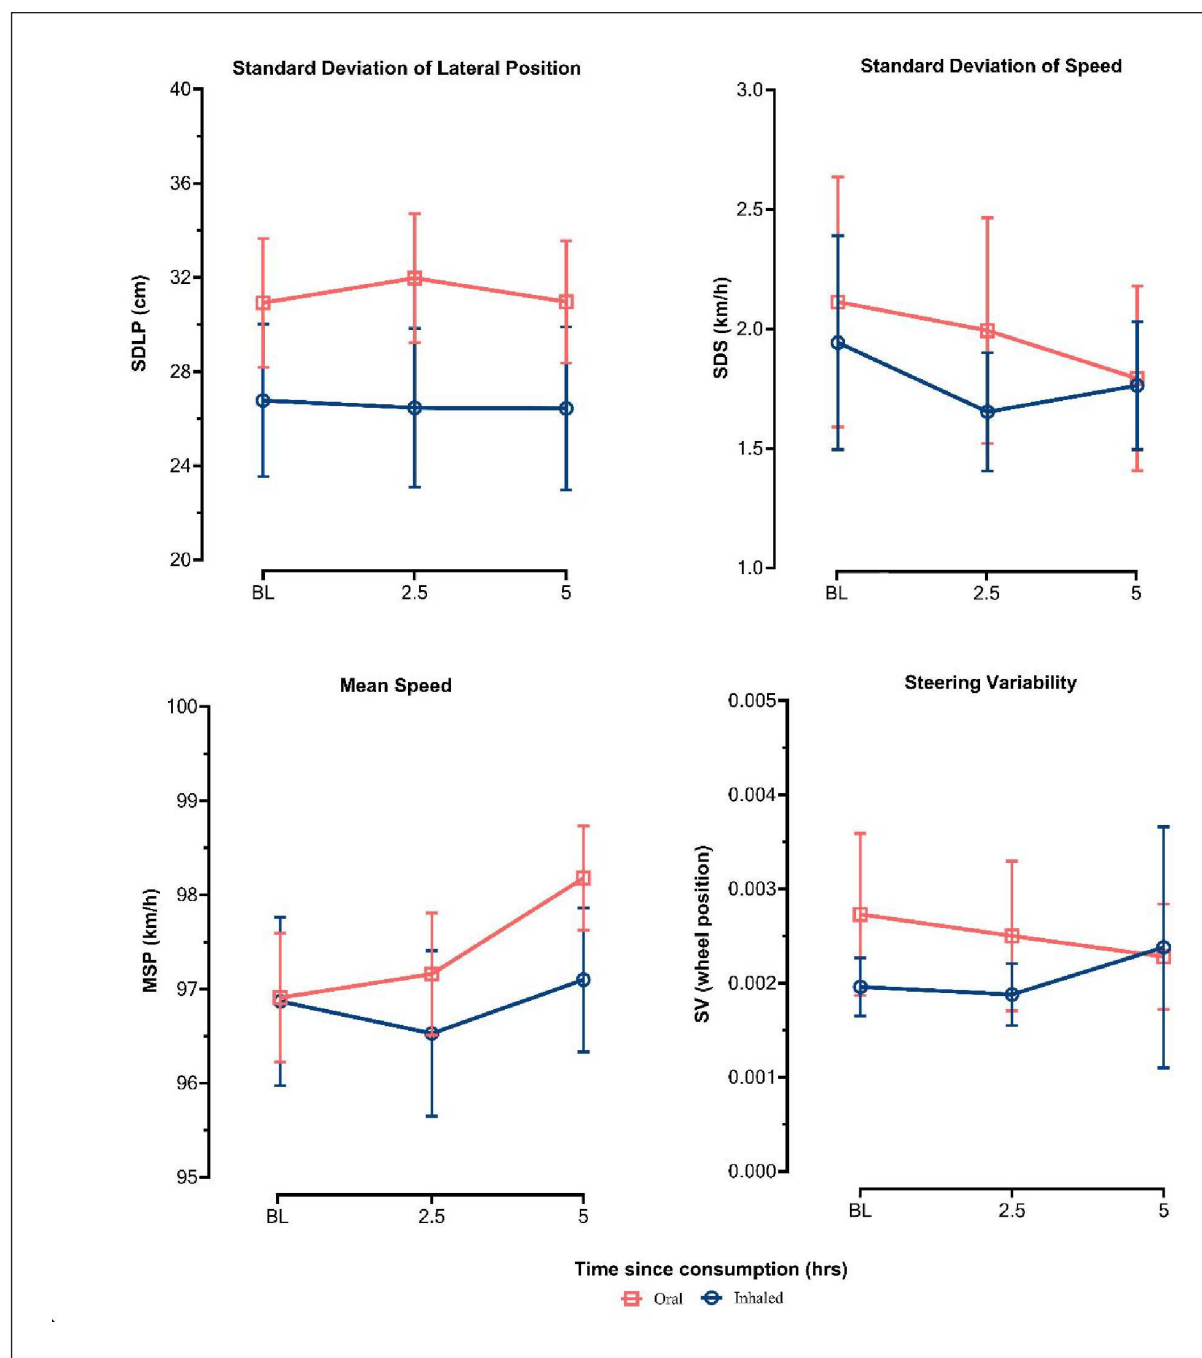 Standard Deviation of Lateral Position
40
36
32
28
24
20
SDLP (cm)
BL 2.5 5
Standard Deviation of Speed
3.0
2.5
2.0
1.5
1.0
SDS (km/h)
BL 2.5 5
Mean Speed
100
99
98
97
96
95
MSP (km/h)
BL 2.5 5
Steering Variability
0.005
0.004
0.003
0.002
0.001
0.000
SV (wheel position)
BL 2.5 5
Time since consumption (hrs)
Oral Inhaled